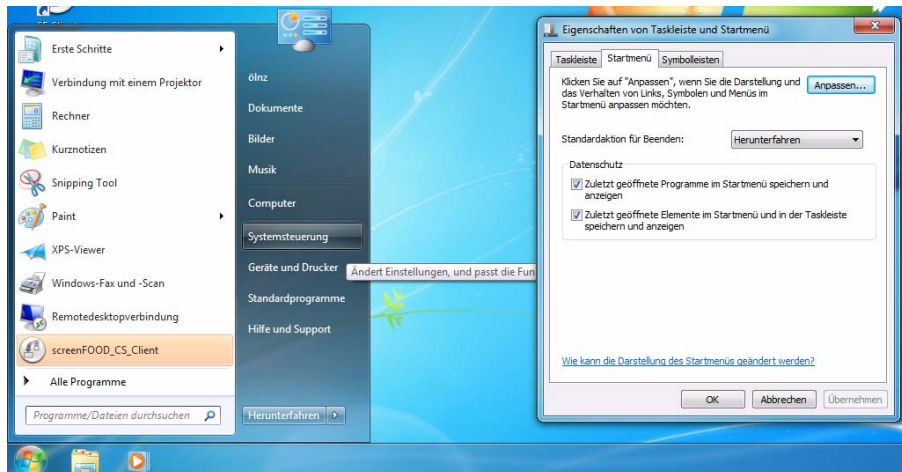 Erste Schritte
Verbindung mit einem Projektor
Rechner
Kurznotizen
Snipping Tool
Paint
XPS-Viewer
Windows-Fax und -Scan
Remotedesktopverbindung
screenFOOD_CS_Client
Alle Programme
Programme/Dateien durchsuchen
ölnz
Dokumente
Bilder
Musik
Computer
Systemsteuerung
Geräte und Drucker
Ändert Einstellungen, und passt die Fun
Standardprogramme
Hilfe und Support
Herunterfahren
Eigenschaften von Taskleiste und Startmenü
Taskleiste Startmenü Symbolleisten
Klicken Sie auf "Anpassen", wenn Sie die Darstellung und
das Verhalten von Links, Symbolen und Menüs im
Startmenü anpassen möchten.
Anpassen...
Standardaktion für Beenden: Herunterfahren
Datenschutz
Zuletzt geöffnete Programme im Startmenü speichern und
anzeigen
Zuletzt geöffnete Elemente im Startmenü und in der Taskleiste
speichern und anzeigen
Wie kann die Darstellung des Startmenüs geändert werden?
OK Abbrechen Übernehmen